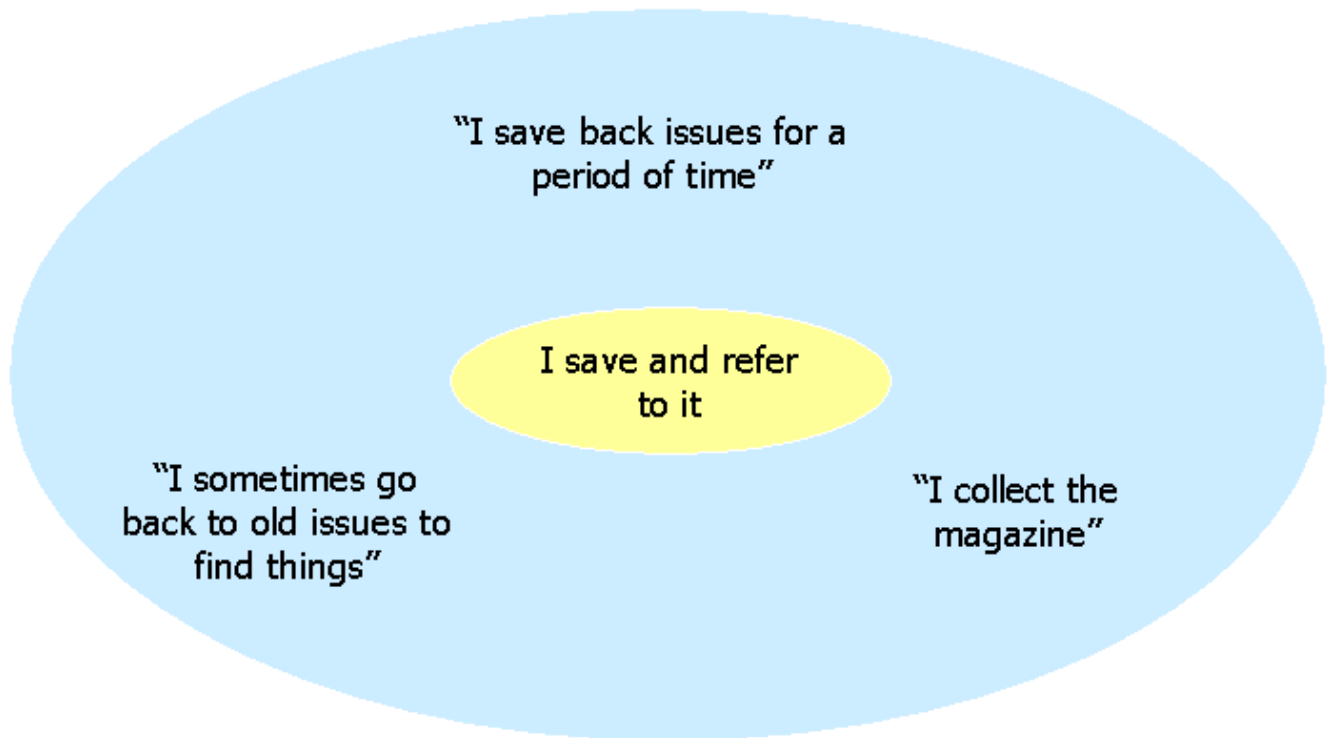 “I save back issues for a
period of time”
I save and refer
to it
“I sometimes go
back to old issues to
find things”
“I collect the
magazine”